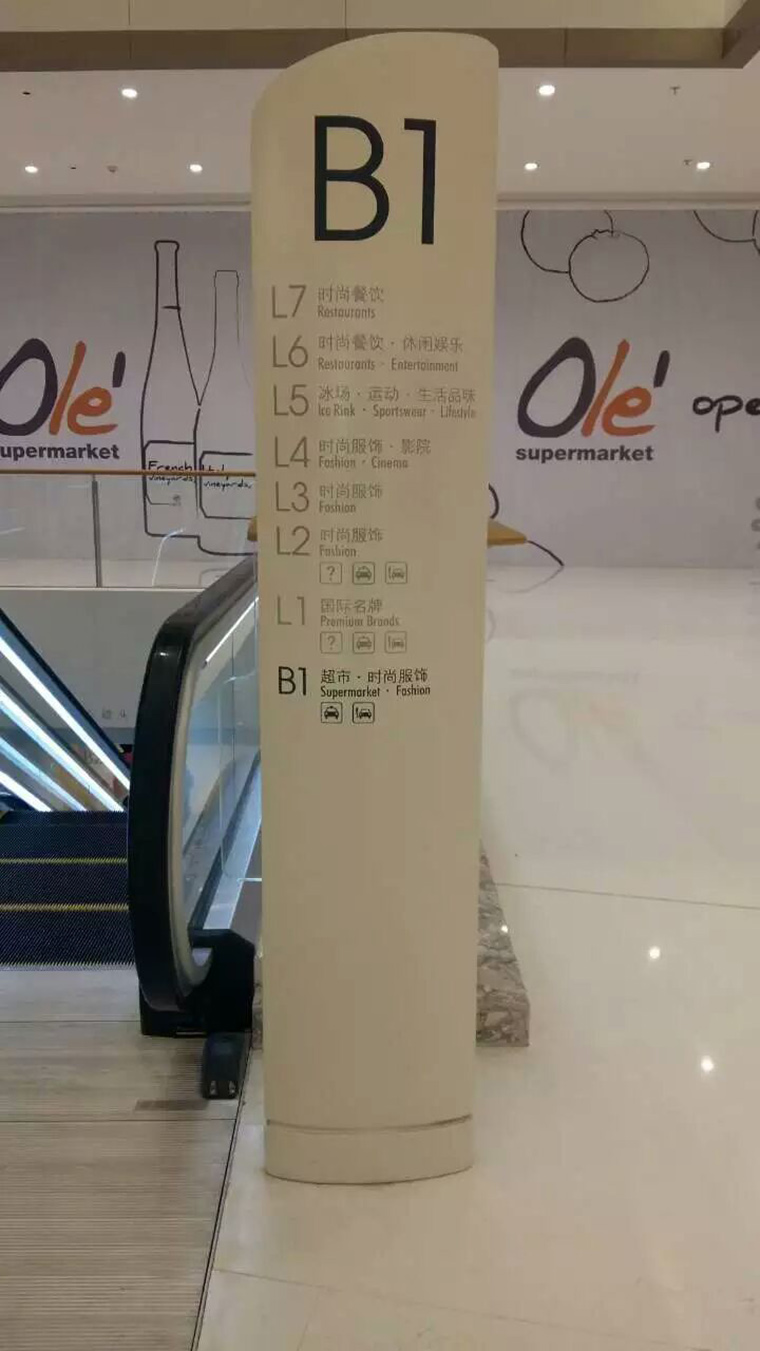 B1
L7 时尚餐饮
Restaurants
L6 时尚餐饮·休闲娱乐
Restaurants · Entertainment
L5 冰场·运动·生活品味
Ice Rink · Sportswear · Lifestyle
L4 时尚服饰·影院
Fashion · Cinema
L3 时尚服饰
Fashion
L2 时尚服饰
Fashion
?
L1 国际名牌
Premium Brands
?
B1 超市·时尚服饰
Supermarket · Fashion
Olé
supermarket
French
vineyards
vineyards
Olé
supermarket
ope